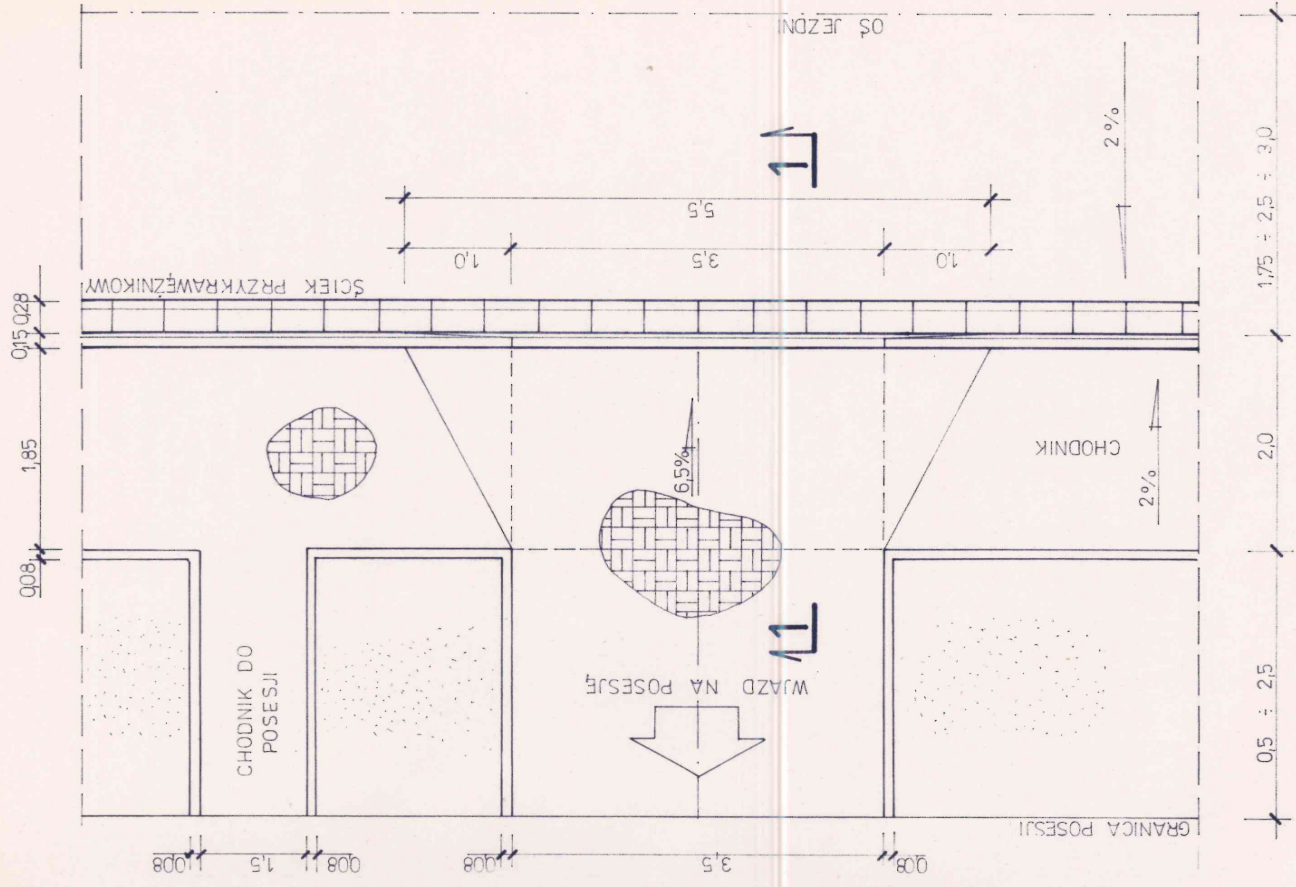 OŚ JEZDNI
2 %
1
5,5
1,0
3,5
1,0
1,75 ÷ 2,5 ÷ 3,0
ŚCIEK PRZYKRAWĘŻNIKOWY
0,28
0,15
1,85
0,08
6,5%
CHODNIK
2 %
2,0
CHODNIK DO
POSESJI
WJAZD NA POSESJĘ
1
0,5 ÷ 2,5
GRANICA POSESJI
0,08
1,5
0,08
0,08
3,5
0,08